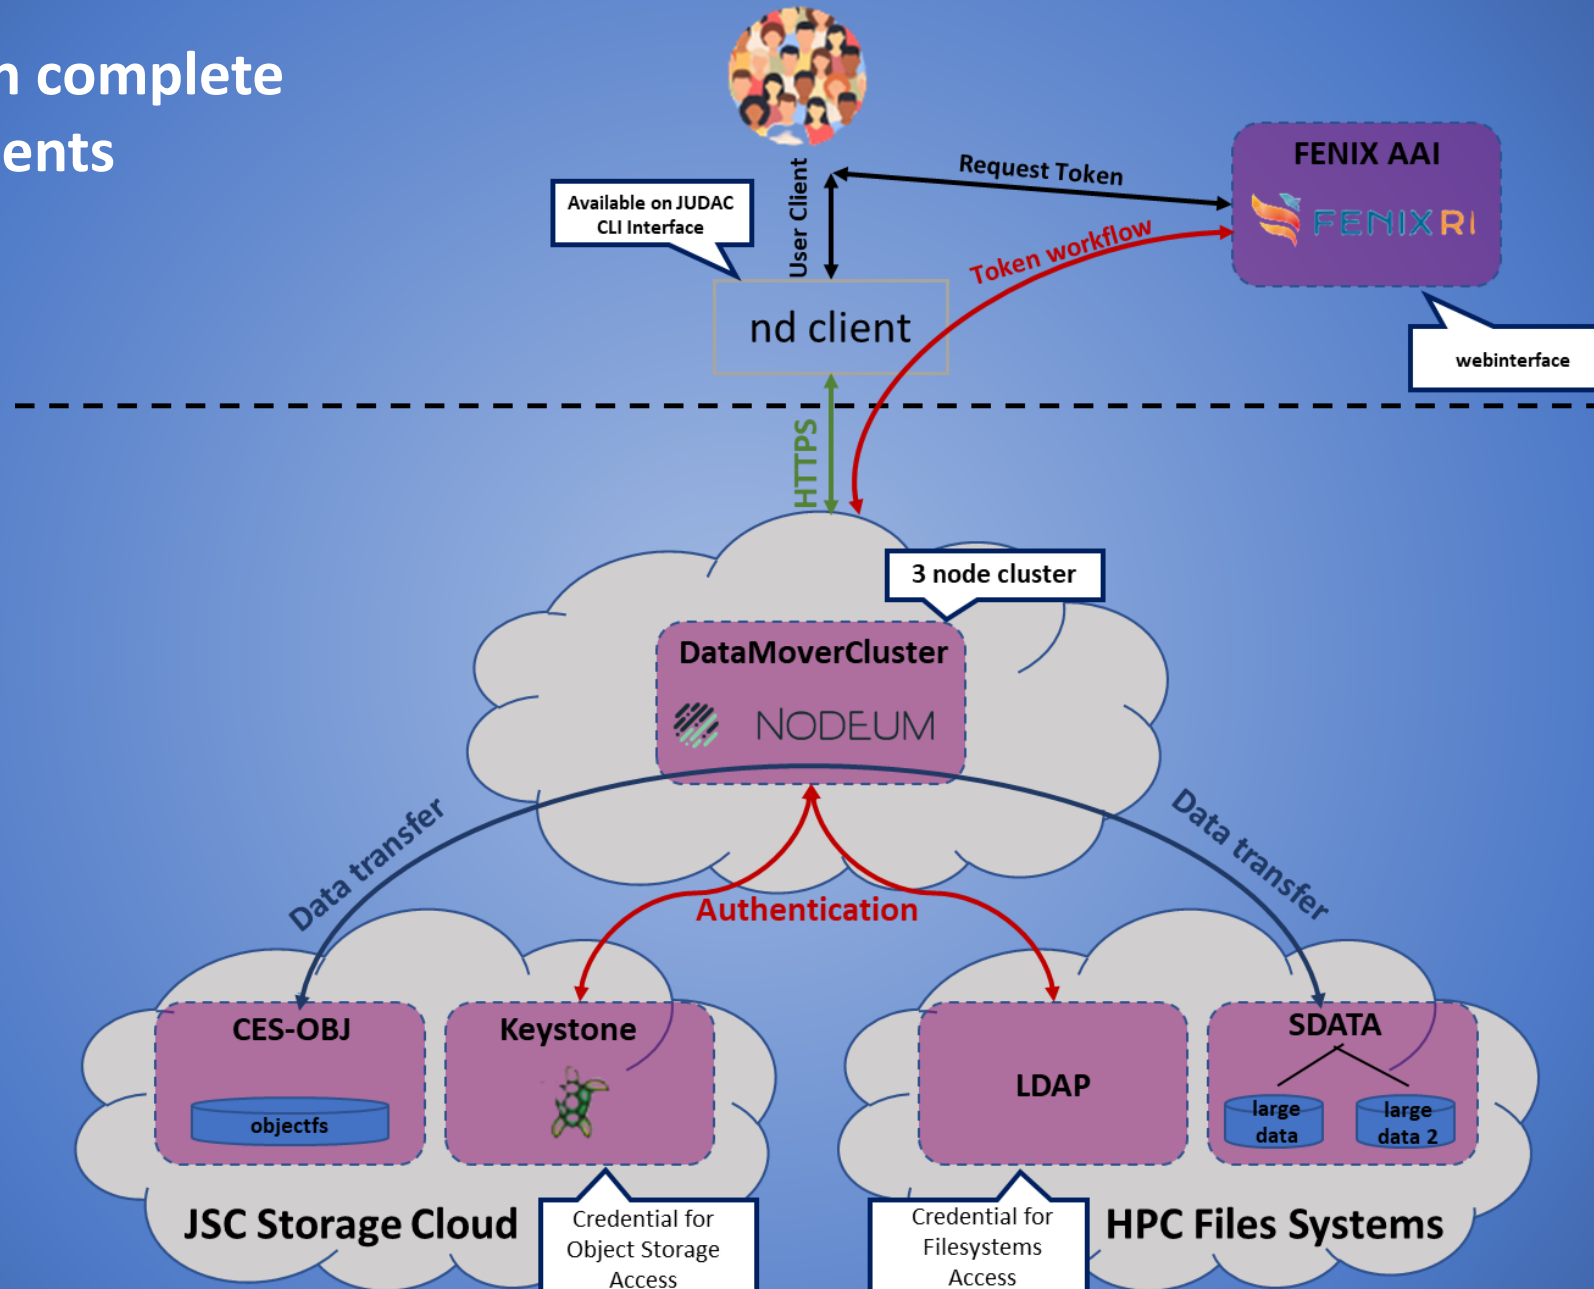 n complete
ents
Available on JUDAC
CLI Interface
User Client
Request Token
FENIX AAI
FENIX RI
Token workflow
nd client
webinterface
HTTPS
3 node cluster
DataMoverCluster
NODEUM
Data transfer
Data transfer
Authentication
CES-OBJ
objectfs
Keystone
LDAP
SDATA
large
data
large
data 2
JSC Storage Cloud
Credential for
Object Storage
Access
Credential for
Filesystems
Access
HPC Files Systems